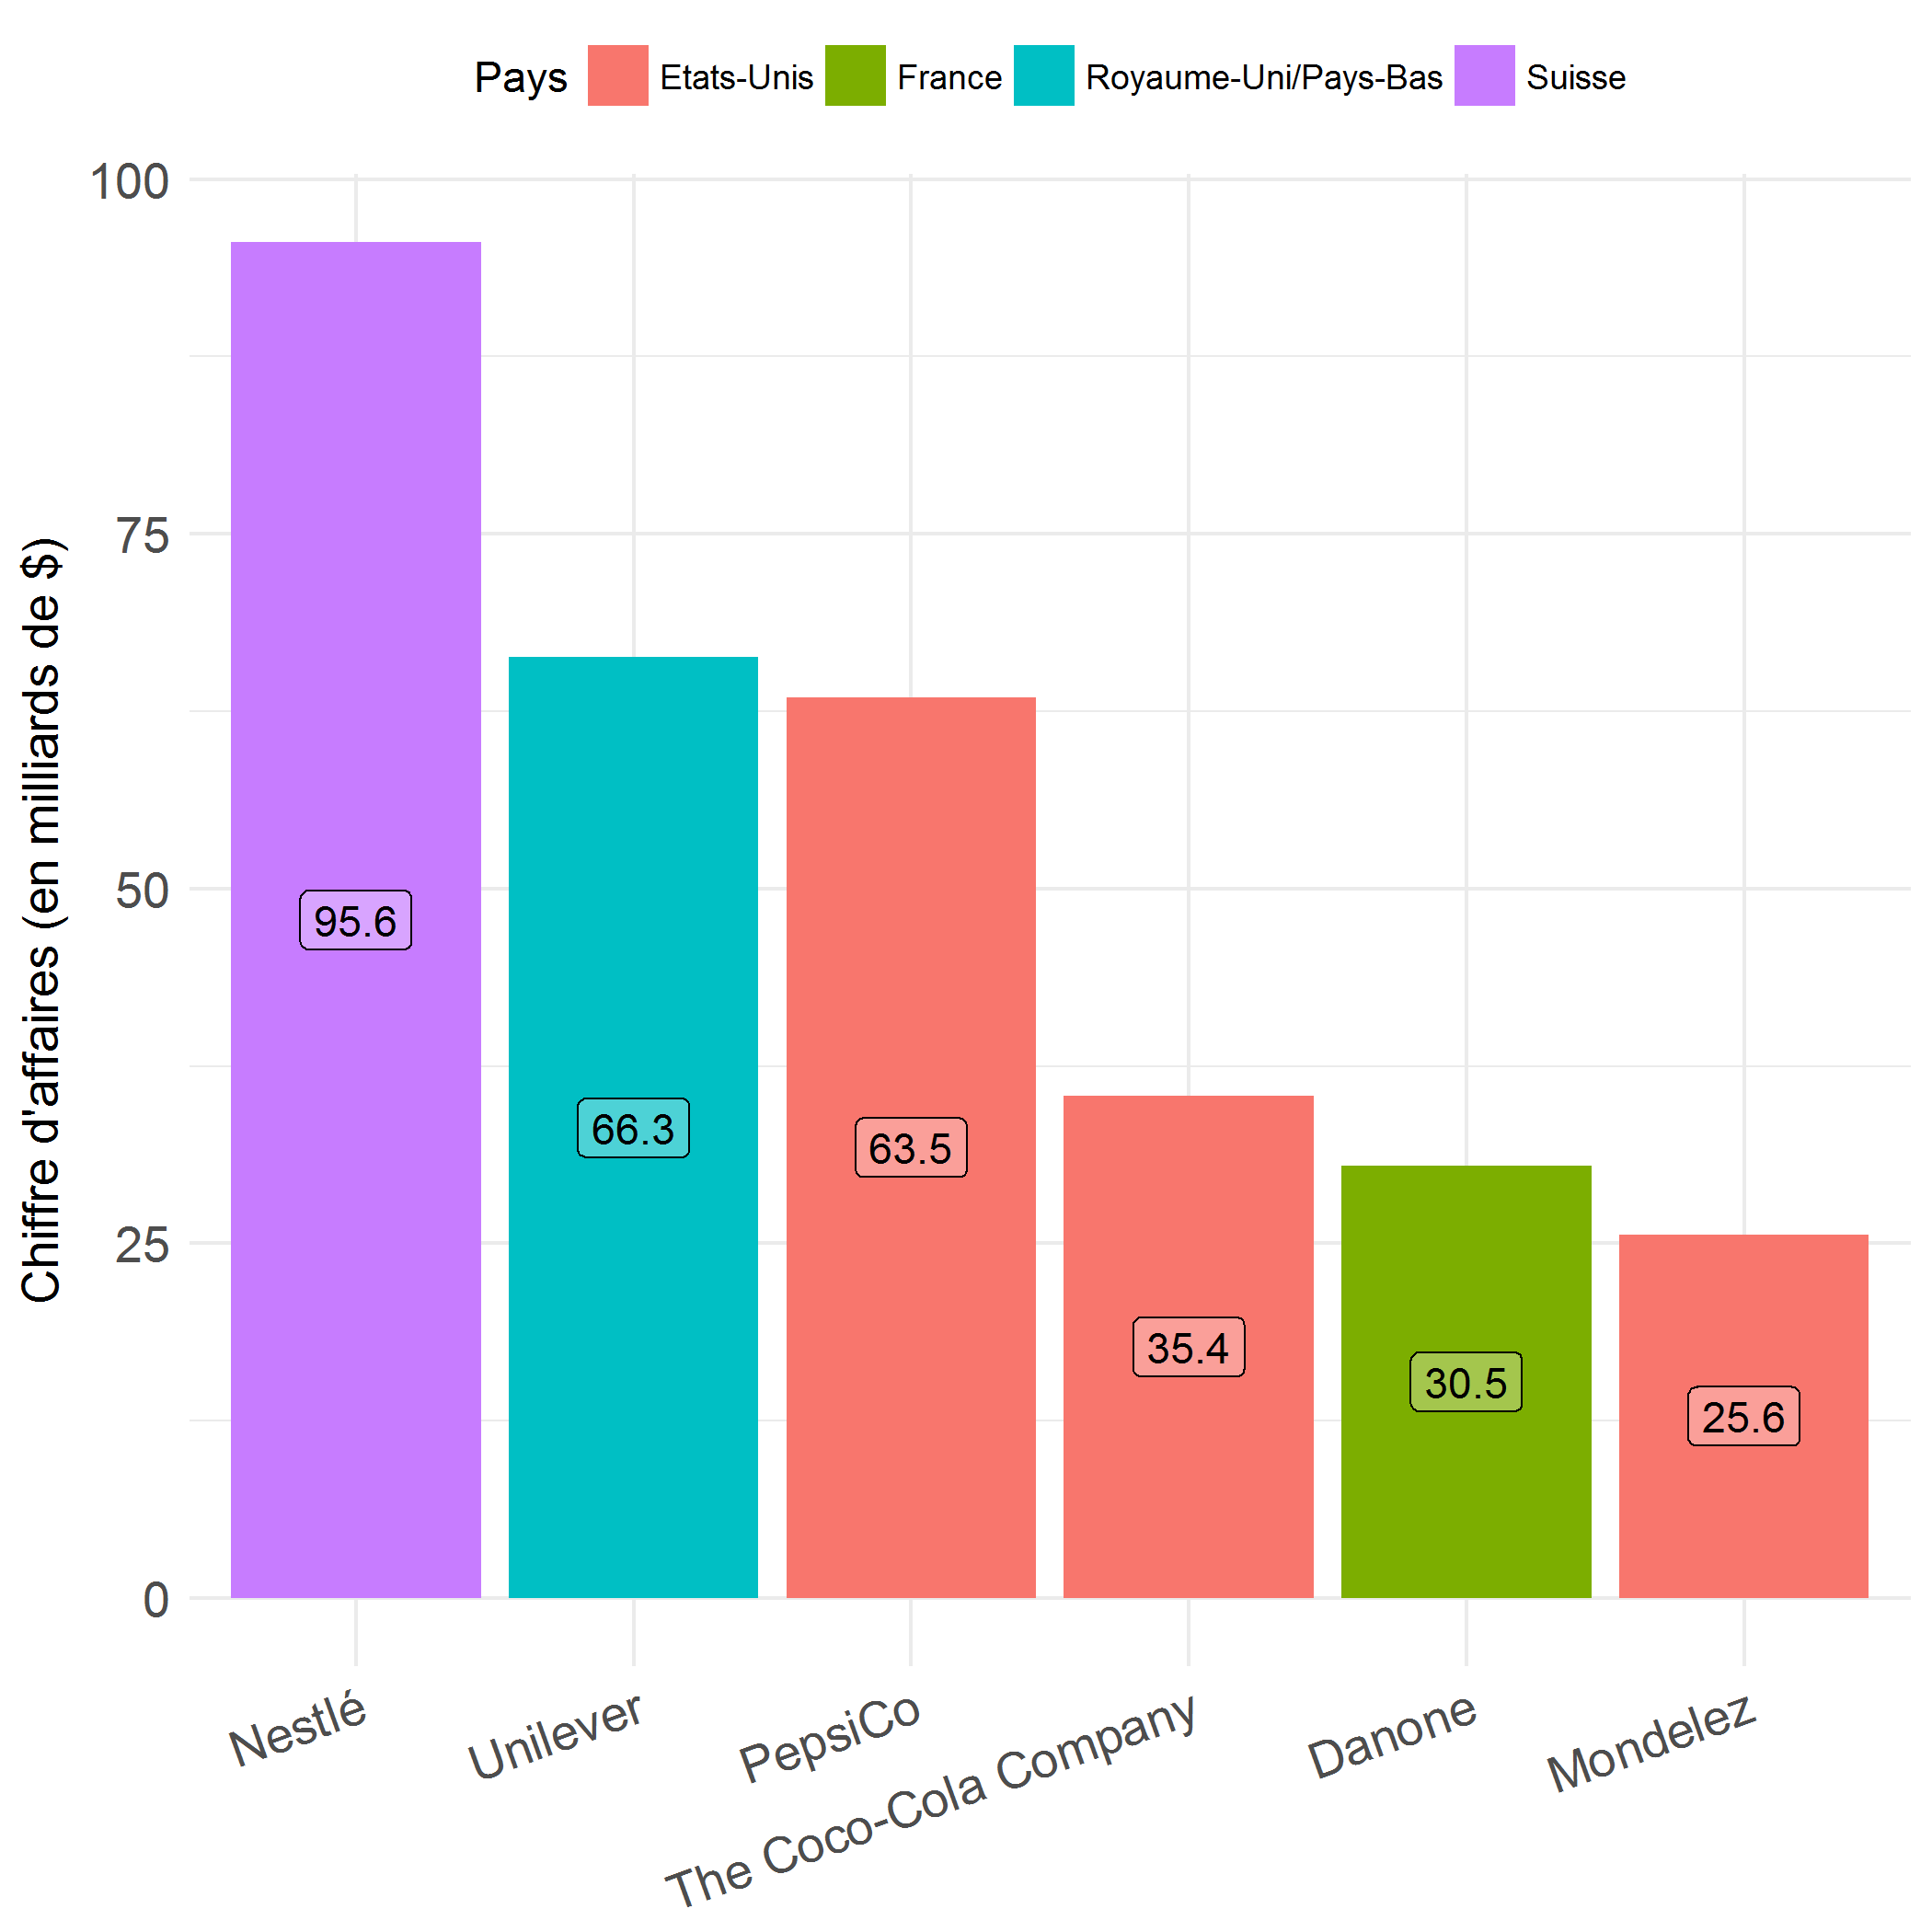 Pays Etats-Unis France Royaume-Uni/Pays-Bas Suisse
Chiffre d'affaires (en milliards de $)
100
75
50
25
0
95.6
66.3
63.5
35.4
30.5
25.6
Nestlé
Unilever
PepsiCo
The Coco-Cola Company
Danone
Mondelez